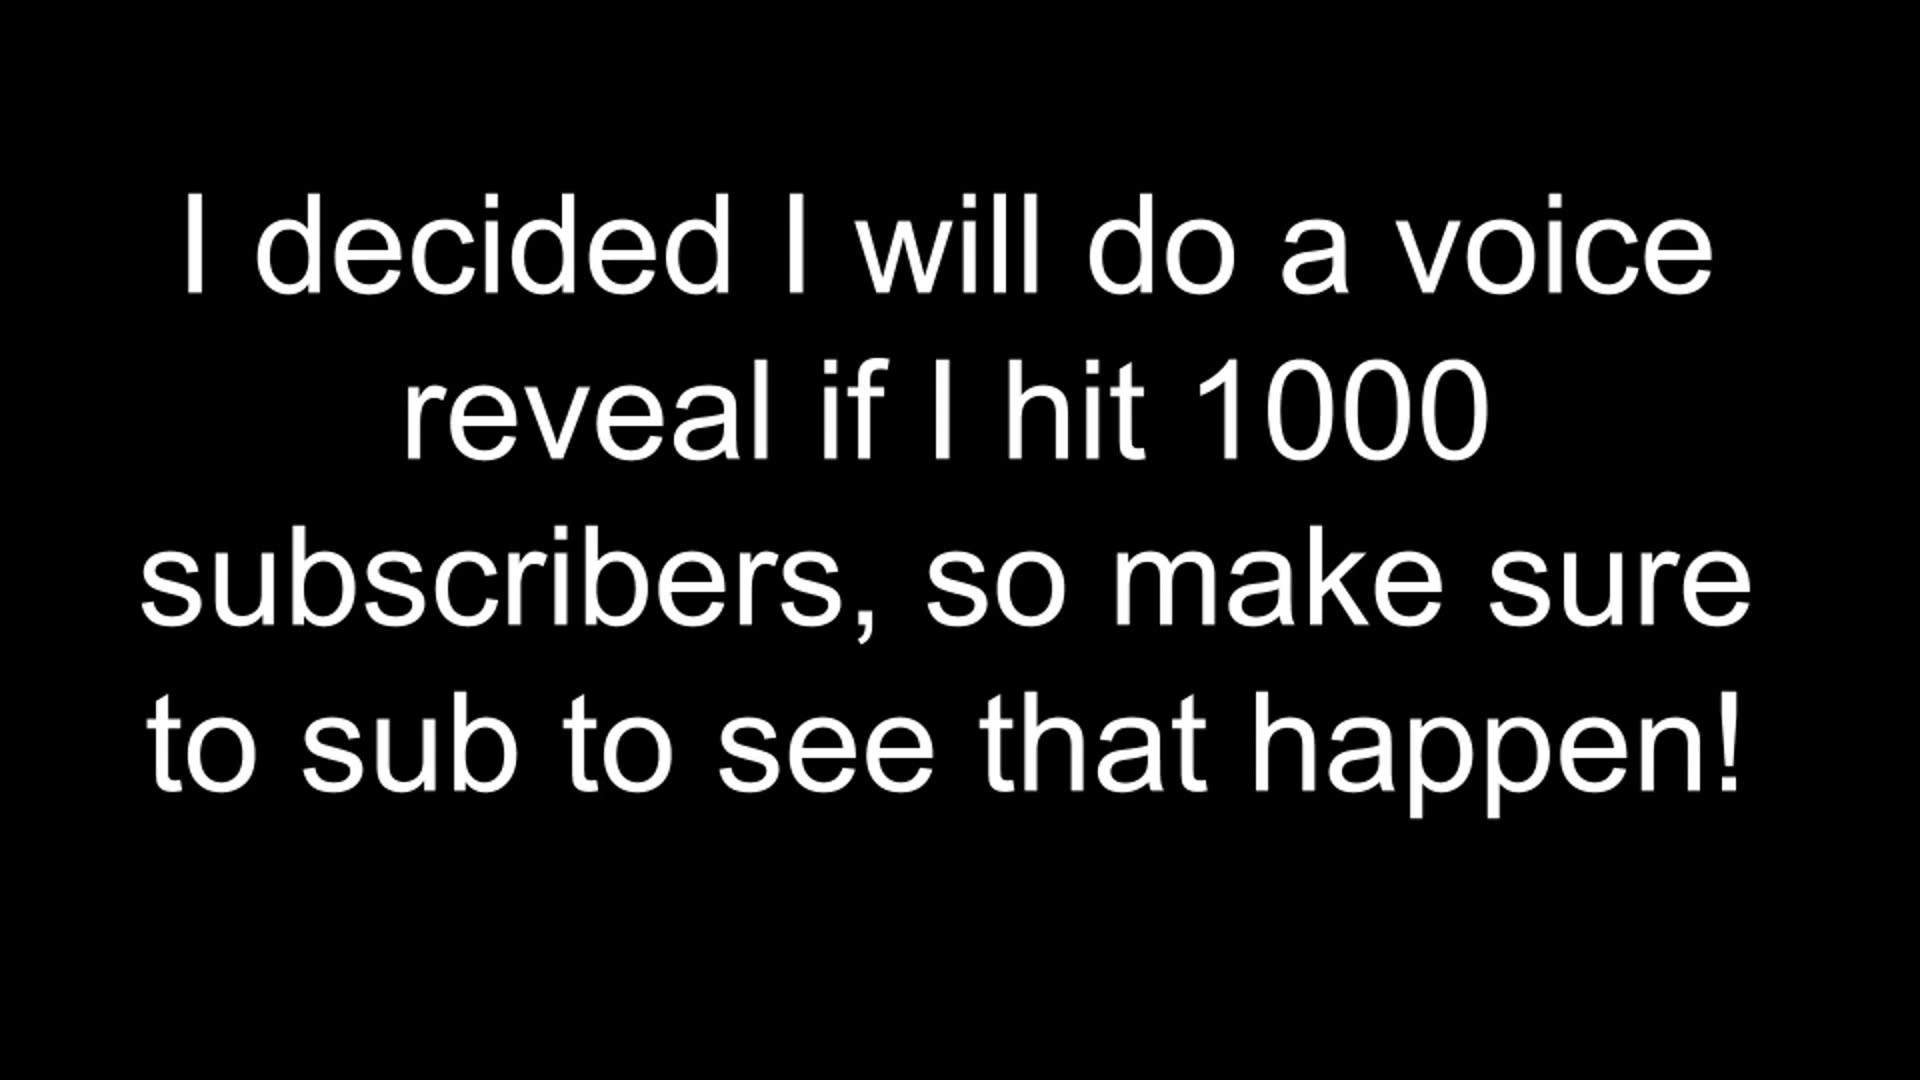 I decided I will do a voice
reveal if I hit 1000
subscribers, so make sure
to sub to see that happen!